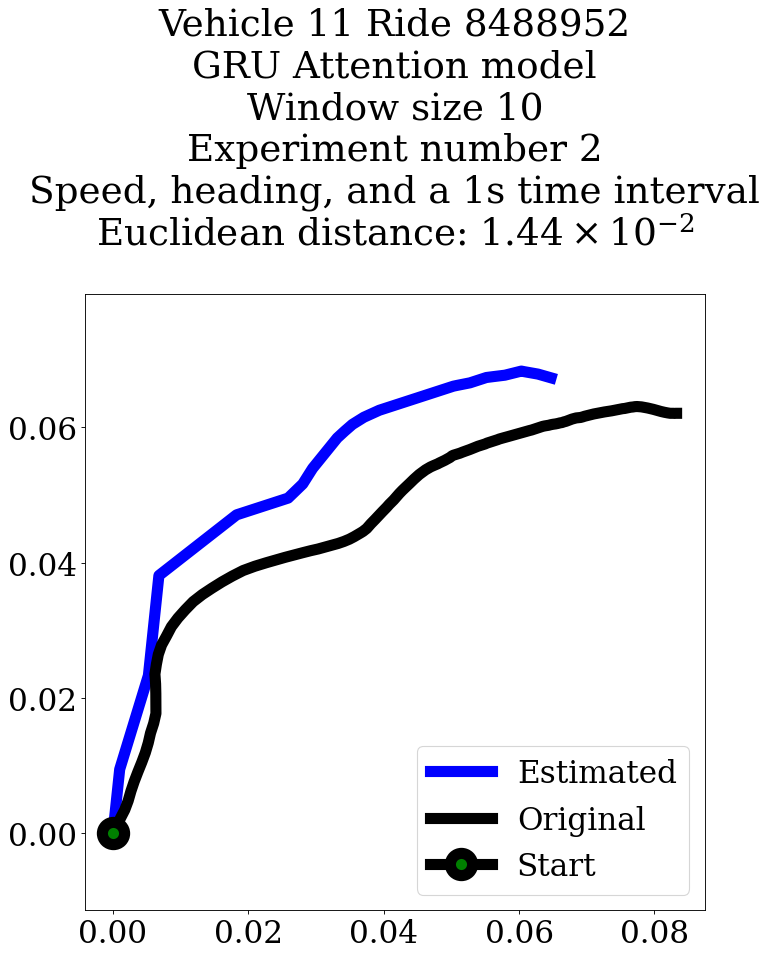 Vehicle 11 Ride 8488952
GRU Attention model
Window size 10
Experiment number 2
Speed, heading, and a 1s time interval
Euclidean distance: 1.44 × 10⁻²
0.06
0.04
0.02
0.00
Estimated
Original
Start
0.00 0.02 0.04 0.06 0.08